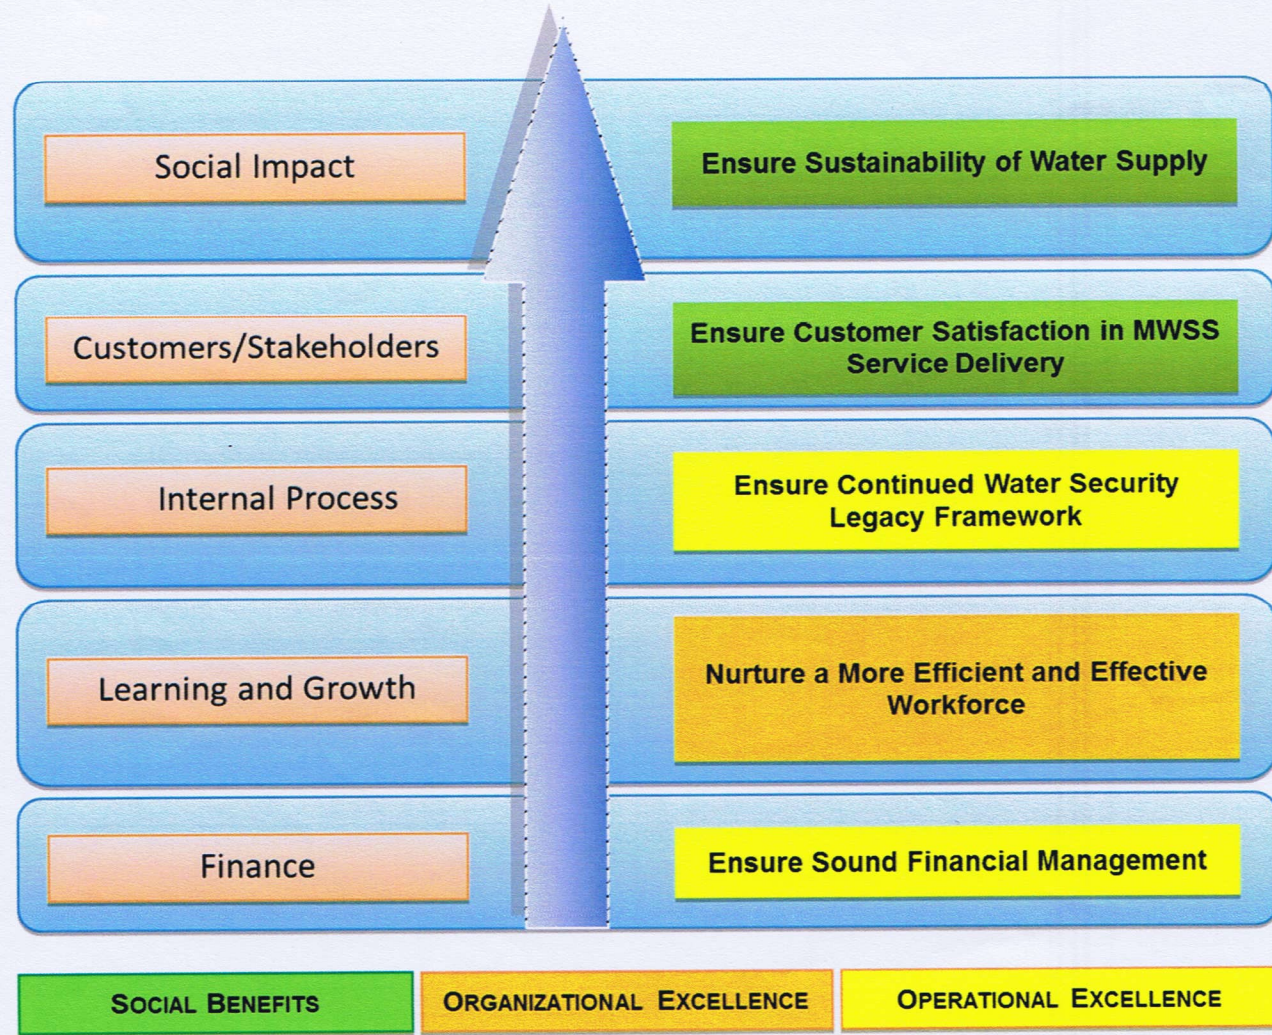 Social Impact
Ensure Sustainability of Water Supply
Customers/Stakeholders
Ensure Customer Satisfaction in MWSS
Service Delivery
Internal Process
Ensure Continued Water Security
Legacy Framework
Learning and Growth
Nurture a More Efficient and Effective
Workforce
Finance
Ensure Sound Financial Management
SOCIAL BENEFITS
ORGANIZATIONAL EXCELLENCE
OPERATIONAL EXCELLENCE